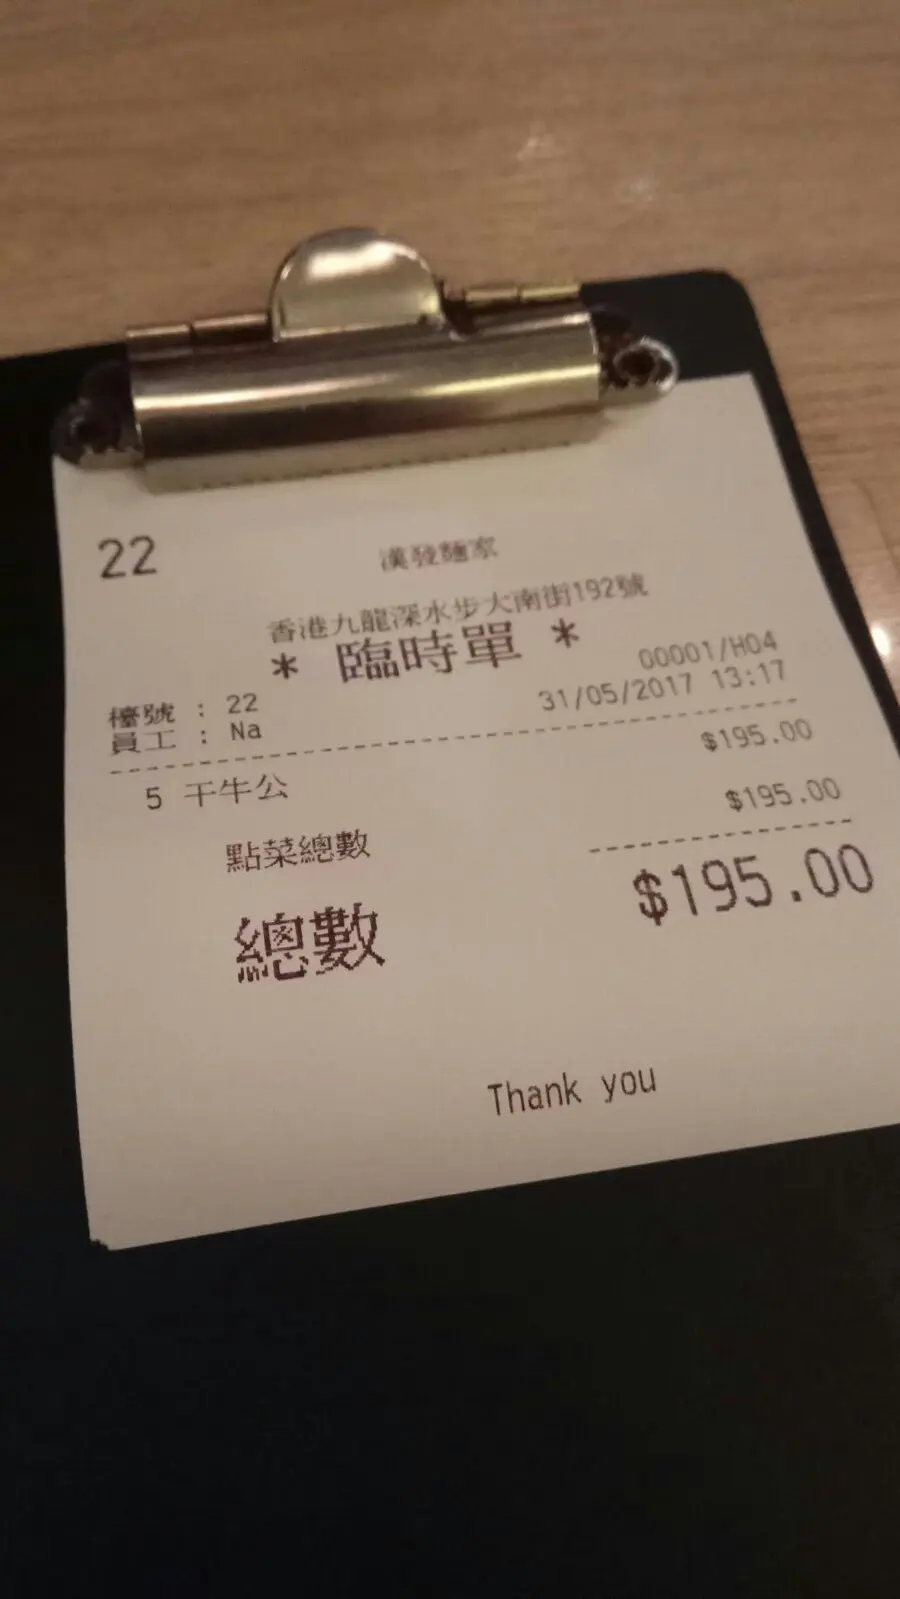 22
漢發麵家
香港九龍深水步大南街192號
* 臨時單 *
00001/H04
檯號 : 22
31/05/2017 13:17
員工 : Na
5 干牛公 $195.00
點菜總數 $195.00
總數 $195.00
Thank you